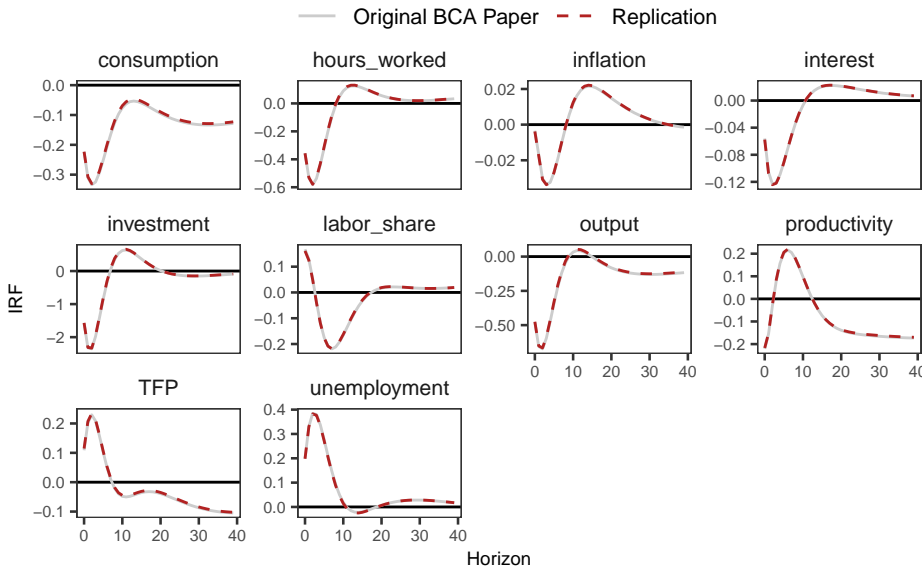 Original BCA Paper Replication
consumption hours_worked inflation interest
0.0 −0.1 −0.2 −0.3
0.0 −0.2 −0.4 −0.6
0.02 0.00 −0.02
0.00 −0.04 −0.08 −0.12
investment labor_share output productivity
0 −1 −2
0.1 0.0 −0.1 −0.2
0.00 −0.25 −0.50
0.2 0.1 0.0 −0.1 −0.2
0 10 20 30 40
0 10 20 30 40
IRF
TFP unemployment
0.2 0.1 0.0 −0.1
0.4 0.3 0.2 0.1 0.0
0 10 20 30 40
0 10 20 30 40
Horizon